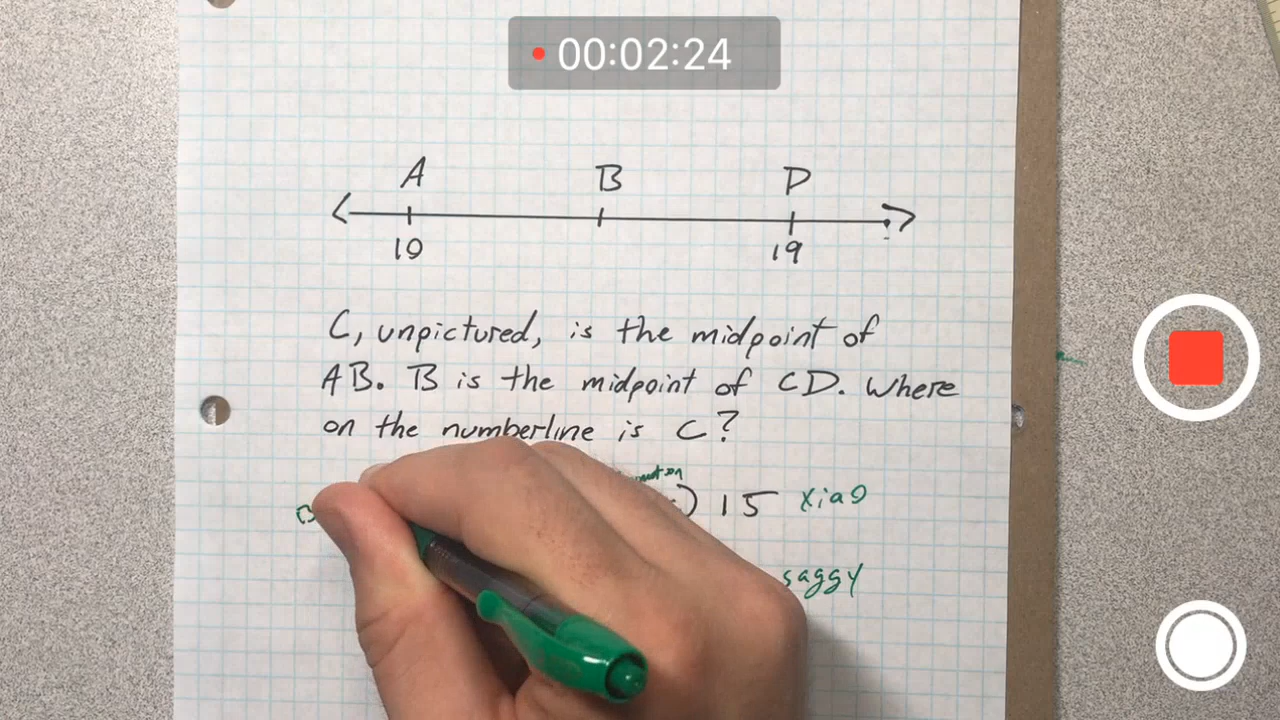 00:02:24
A B D
10 19
C, unpictured, is the midpoint of
AB. B is the midpoint of CD. Where
on the numberline is C?
) 15 xiao
saggy